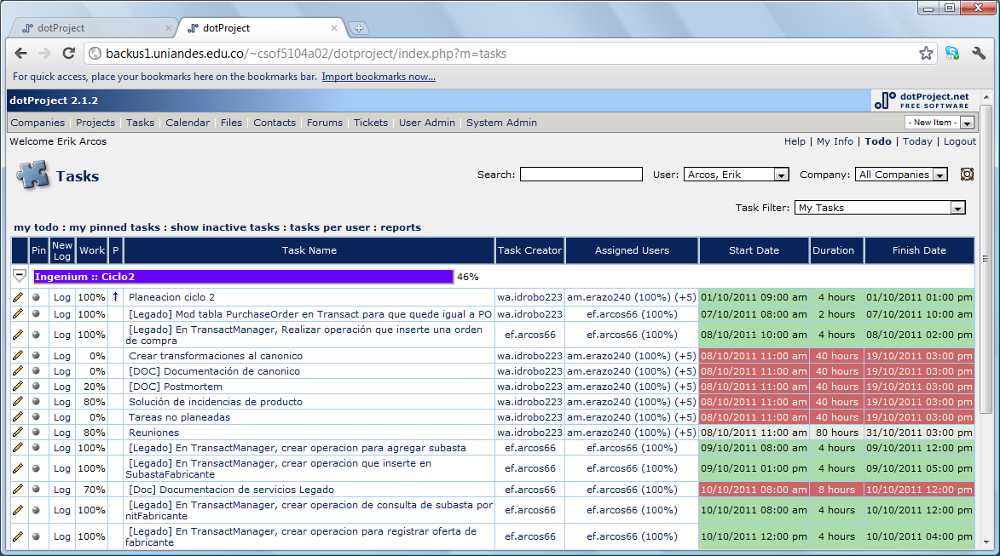 dotProject
dotProject
backus1.uniandes.edu.co/~csof5104a02/dotproject/index.php?m=tasks
For quick access, place your bookmarks here on the bookmarks bar. Import bookmarks now...
dotProject 2.1.2
dotProject.net
FREE SOFTWARE
Companies | Projects | Tasks | Calendar | Files | Contacts | Forums | Tickets | User Admin | System Admin
- New Item -
Welcome Erik Arcos
Help | My Info | Todo | Today | Logout
Tasks
Search: User: Arcos, Erik Company: All Companies
Task Filter: My Tasks
my todo : my pinned tasks : show inactive tasks : tasks per user : reports
Pin New Log Work P Task Name Task Creator Assigned Users Start Date Duration Finish Date
Ingenium :: Ciclo2 46%
Log 100% Planeacion ciclo 2 wa.idrobo223 am.erazo240 (100%) (+5) 01/10/2011 09:00 am 4 hours 01/10/2011 01:00 pm
Log 100% [Legado] Mod tabla PurchaseOrder en Transact para que quede igual a PO wa.idrobo223 ef.arcos66 (100%) 07/10/2011 08:00 am 2 hours 07/10/2011 10:00 am
Log 100% [Legado] En TransactManager, Realizar operación que inserte una orden de compra ef.arcos66 ef.arcos66 (100%) 08/10/2011 10:00 am 4 hours 08/10/2011 02:00 pm
Log 0% Crear transformaciones al canonico wa.idrobo223 am.erazo240 (100%) (+5) 08/10/2011 11:00 am 40 hours 19/10/2011 03:00 pm
Log 0% [DOC] Documentación de canonico wa.idrobo223 am.erazo240 (100%) (+5) 08/10/2011 11:00 am 40 hours 19/10/2011 03:00 pm
Log 20% [DOC] Postmortem wa.idrobo223 am.erazo240 (100%) (+5) 08/10/2011 11:00 am 40 hours 19/10/2011 03:00 pm
Log 80% Solución de incidencias de producto wa.idrobo223 am.erazo240 (100%) (+5) 08/10/2011 11:00 am 40 hours 19/10/2011 03:00 pm
Log 0% Tareas no planeadas wa.idrobo223 am.erazo240 (100%) (+5) 08/10/2011 11:00 am 40 hours 19/10/2011 03:00 pm
Log 80% Reuniones wa.idrobo223 am.erazo240 (100%) (+5) 08/10/2011 11:00 am 80 hours 31/10/2011 03:00 pm
Log 100% [Legado] En TransactManager, crear operacion para agregar subasta ef.arcos66 ef.arcos66 (100%) 09/10/2011 08:00 am 4 hours 09/10/2011 12:00 pm
Log 100% [Legado] En TransactManager, crear operacion que inserte en SubastaFabricante ef.arcos66 ef.arcos66 (100%) 09/10/2011 01:00 pm 4 hours 09/10/2011 05:00 pm
Log 70% [Doc] Documentacion de servicios Legado ef.arcos66 ef.arcos66 (100%) 10/10/2011 08:00 am 8 hours 10/10/2011 12:00 pm
Log 100% [Legado] En TransactManager, crear operacion de consulta de subasta por nitFabricante ef.arcos66 ef.arcos66 (100%) 10/10/2011 08:00 am 4 hours 10/10/2011 12:00 pm
Log 100% [Legado] En TransactManager, crear operacion para registrar oferta de fabricante ef.arcos66 ef.arcos66 (100%) 10/10/2011 12:00 pm 4 hours 10/10/2011 04:00 pm